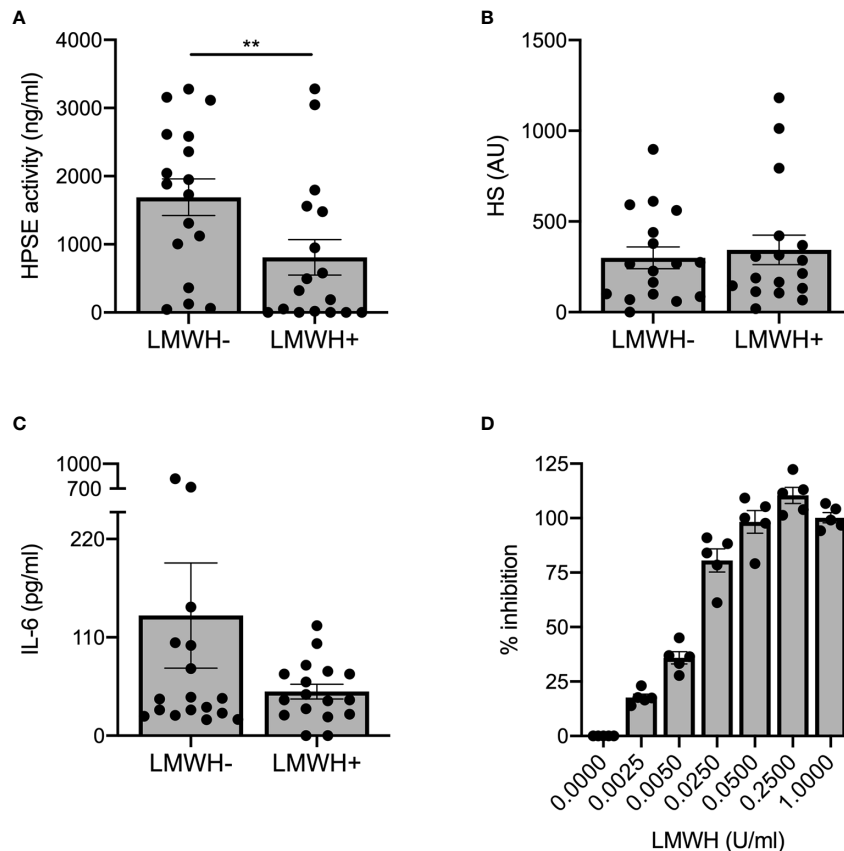 A
HPSE activity (ng/ml)
4000
3000
2000
1000
0
**
LMWH- LMWH+
B
HS (AU)
1500
1000
500
0
LMWH- LMWH+
C
IL-6 (pg/ml)
1000
700
220
110
0
LMWH- LMWH+
D
% inhibition
125
100
75
50
25
0
0.0000 0.0025 0.0050 0.0250 0.0500 0.2500 1.0000
LMWH (U/ml)